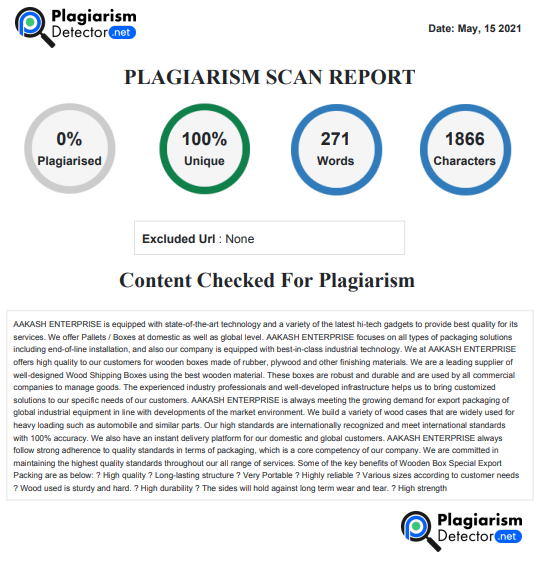 Plagiarism
Detector.net
Date: May, 15 2021
PLAGIARISM SCAN REPORT
0%
Plagiarised
100%
Unique
271
Words
1866
Characters
Excluded Url : None
Content Checked For Plagiarism
AAKASH ENTERPRISE is equipped with state-of-the-art technology and a variety of the latest hi-tech gadgets to provide best quality for its
services. We offer Pallets / Boxes at domestic as well as global level. AAKASH ENTERPRISE focuses on all types of packaging solutions
including end-of-line installation, and also our company is equipped with best-in-class industrial technology. We at AAKASH ENTERPRISE
offers high quality to our customers for wooden boxes made of rubber, plywood and other finishing materials. We are a leading supplier of
well-designed Wood Shipping Boxes using the best wooden material. These boxes are robust and durable and are used by all commercial
companies to manage goods. The experienced industry professionals and well-developed infrastructure helps us to bring customized
solutions to our specific needs of our customers. AAKASH ENTERPRISE is always meeting the growing demand for export packaging of
global industrial equipment in line with developments of the market environment. We build a variety of wood cases that are widely used for
heavy loading such as automobile and similar parts. Our high standards are internationally recognized and meet international standards
with 100% accuracy. We also have an instant delivery platform for our domestic and global customers. AAKASH ENTERPRISE always
follow strong adherence to quality standards in terms of packaging, which is a core competency of our company. We are committed in
maintaining the highest quality standards throughout our all range of services. Some of the key benefits of Wooden Box Special Export
Packing are as below: ? High quality ? Long-lasting structure ? Very Portable ? Highly reliable ? Various sizes according to customer needs
? Wood used is sturdy and hard. ? High durability ? The sides will hold against long term wear and tear. ? High strength
Plagiarism
Detector.net